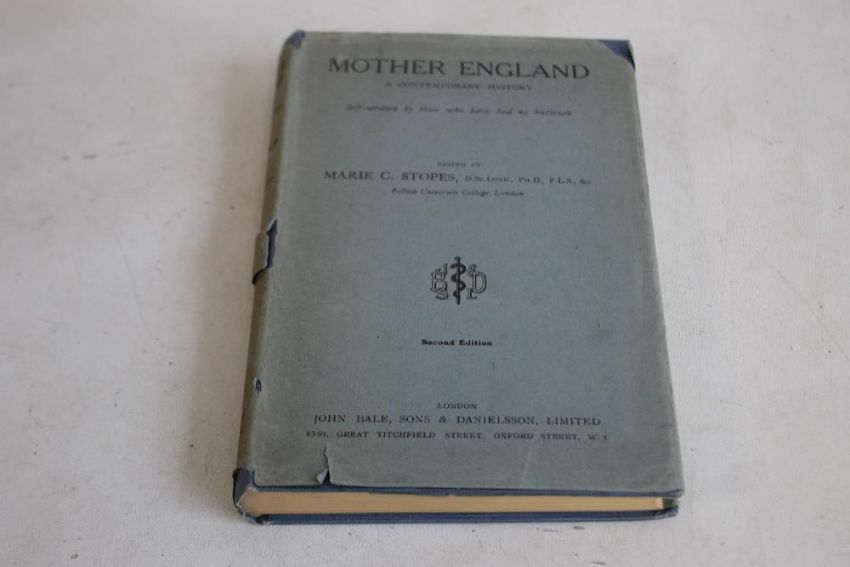 MOTHER ENGLAND
A CONTEMPORARY HISTORY
Self-written by those who have had no historian
EDITED BY
MARIE C. STOPES, D.Sc.LOND., PH.D., F.L.S., &c.
Fellow University College, London
Second Edition
LONDON
JOHN BALE, SONS & DANIELSSON, LIMITED
83-91, GREAT TITCHFIELD STREET, OXFORD STREET, W. 1